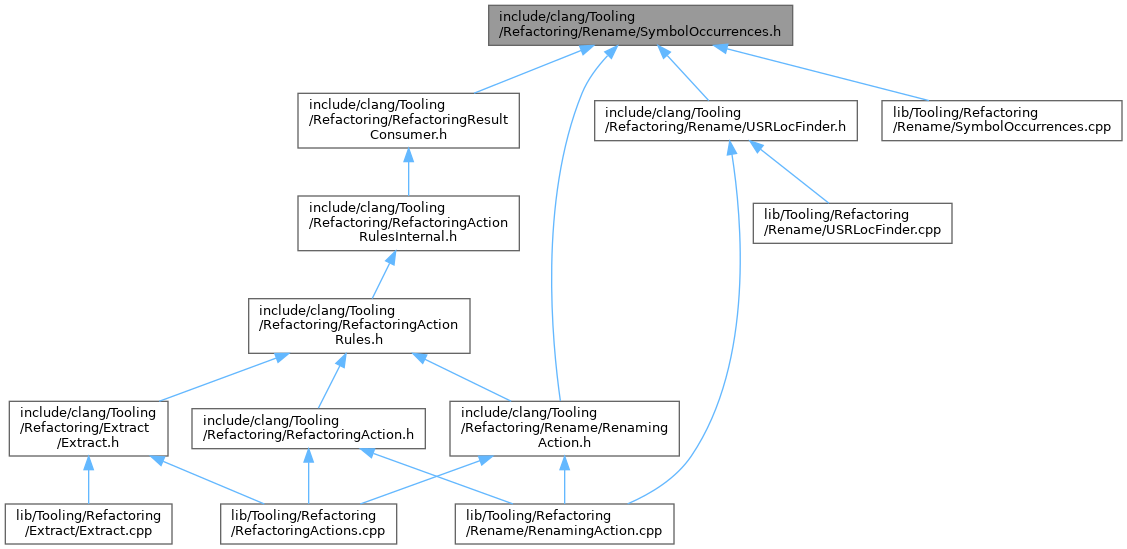 include/clang/Tooling
/Refactoring/Rename/SymbolOccurrences.h
include/clang/Tooling
/Refactoring/RefactoringResult
Consumer.h
include/clang/Tooling
/Refactoring/Rename/USRLocFinder.h
lib/Tooling/Refactoring
/Rename/SymbolOccurrences.cpp
include/clang/Tooling
/Refactoring/RefactoringAction
RulesInternal.h
lib/Tooling/Refactoring
/Rename/USRLocFinder.cpp
include/clang/Tooling
/Refactoring/RefactoringAction
Rules.h
include/clang/Tooling
/Refactoring/Extract
/Extract.h
include/clang/Tooling
/Refactoring/RefactoringAction.h
include/clang/Tooling
/Refactoring/Rename/Renaming
Action.h
lib/Tooling/Refactoring
/Extract/Extract.cpp
lib/Tooling/Refactoring
/RefactoringActions.cpp
lib/Tooling/Refactoring
/Rename/RenamingAction.cpp